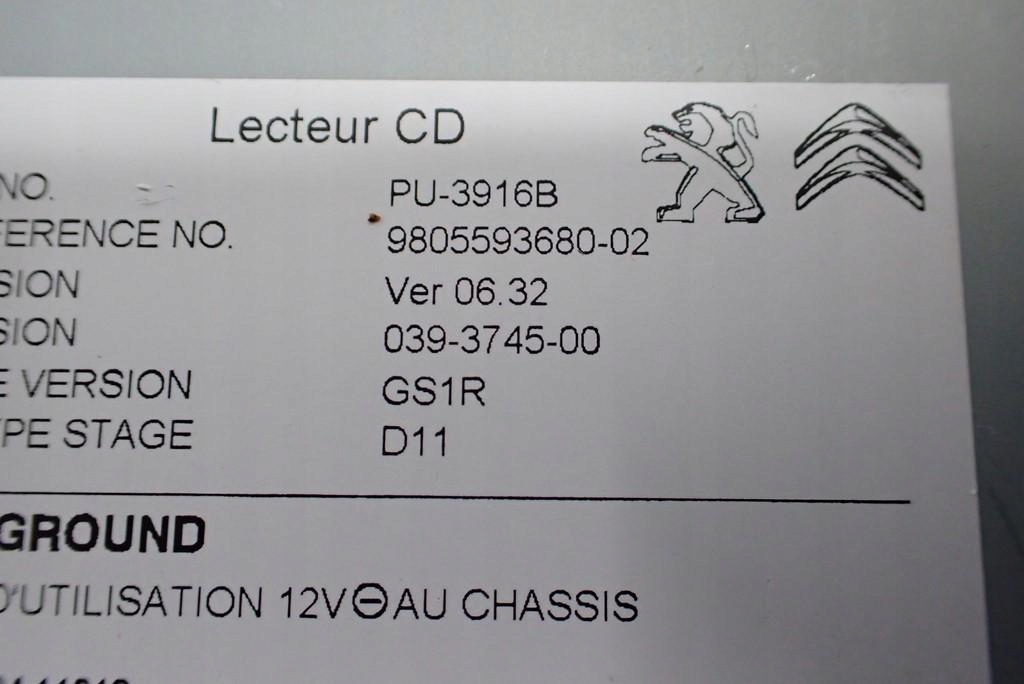 Lecteur CD
NO. PU-3916B
ERENCE NO. 9805593680-02
SION Ver 06.32
SION 039-3745-00
E VERSION GS1R
PE STAGE D11
GROUND
D'UTILISATION 12V⊖AU CHASSIS